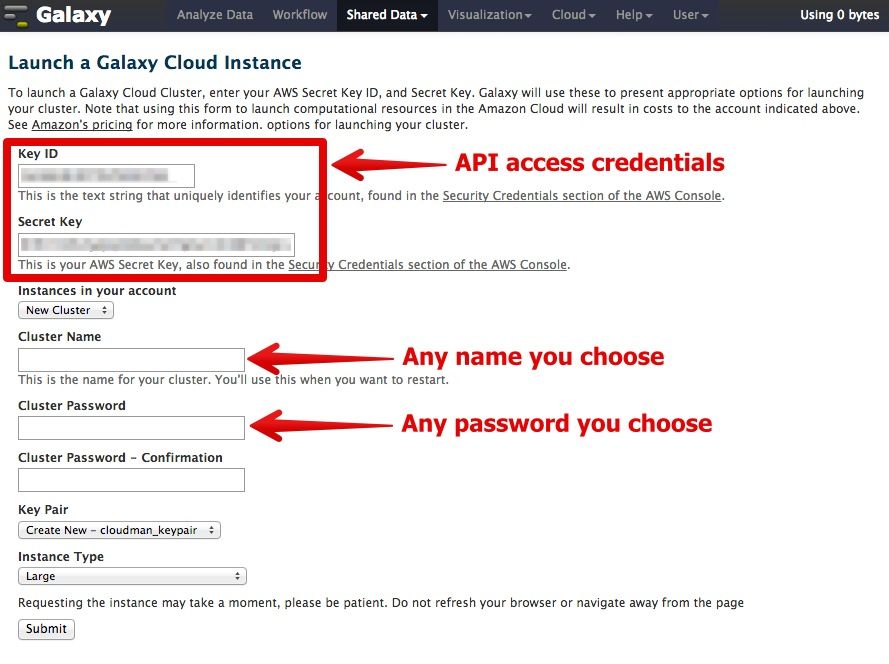 Galaxy
Analyze Data Workflow Shared Data Visualization Cloud Help User Using 0 bytes
Launch a Galaxy Cloud Instance
To launch a Galaxy Cloud Cluster, enter your AWS Secret Key ID, and Secret Key. Galaxy will use these to present appropriate options for launching
your cluster. Note that using this form to launch computational resources in the Amazon Cloud will result in costs to the account indicated above.
See Amazon's pricing for more information. options for launching your cluster.
Key ID
API access credentials
This is the text string that uniquely identifies your account, found in the Security Credentials section of the AWS Console.
Secret Key
This is your AWS Secret Key, also found in the Security Credentials section of the AWS Console.
Instances in your account
New Cluster
Cluster Name
Any name you choose
This is the name for your cluster. You'll use this when you want to restart.
Cluster Password
Any password you choose
Cluster Password - Confirmation
Key Pair
Create New - cloudman_keypair
Instance Type
Large
Requesting the instance may take a moment, please be patient. Do not refresh your browser or navigate away from the page
Submit